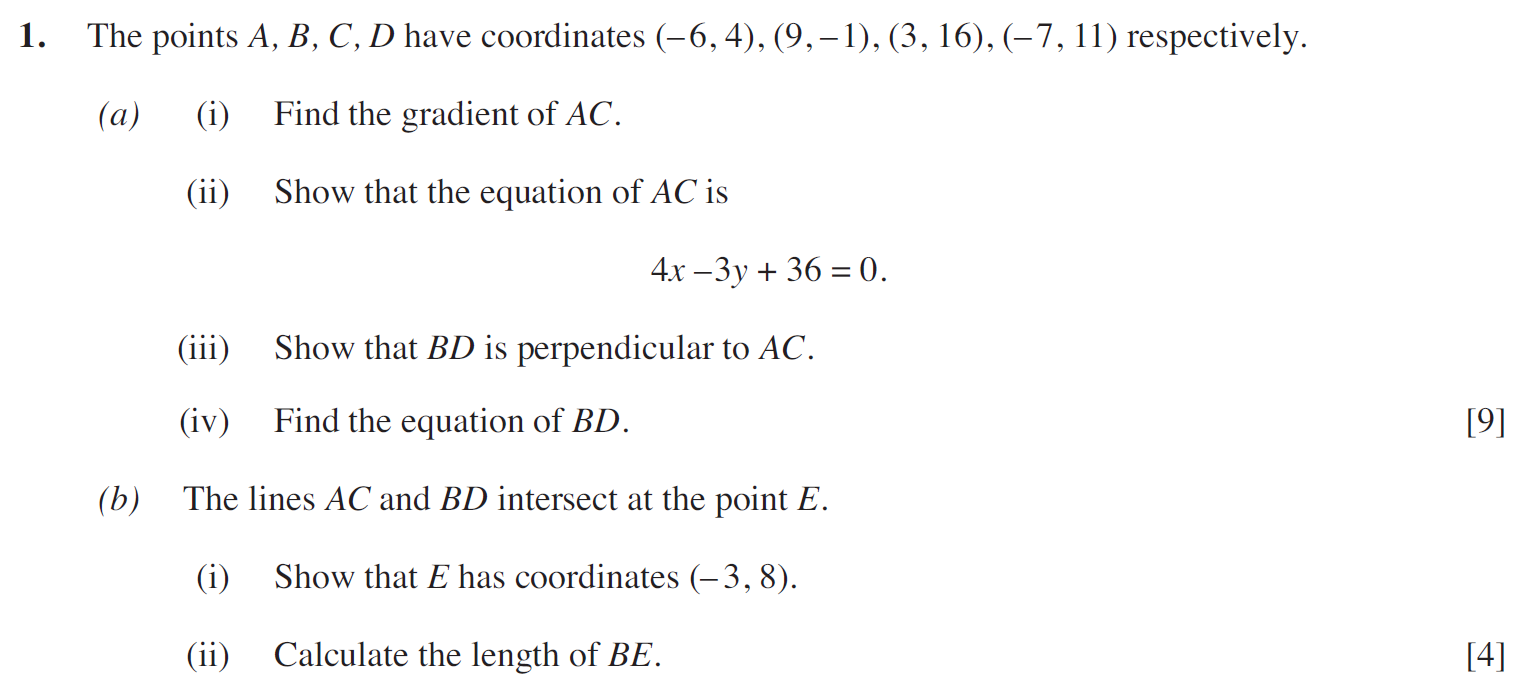 1. The points A, B, C, D have coordinates (−6, 4), (9, −1), (3, 16), (−7, 11) respectively.
(a) (i) Find the gradient of AC.
(ii) Show that the equation of AC is
4x −3y + 36 = 0.
(iii) Show that BD is perpendicular to AC.
(iv) Find the equation of BD. [9]
(b) The lines AC and BD intersect at the point E.
(i) Show that E has coordinates (−3, 8).
(ii) Calculate the length of BE. [4]